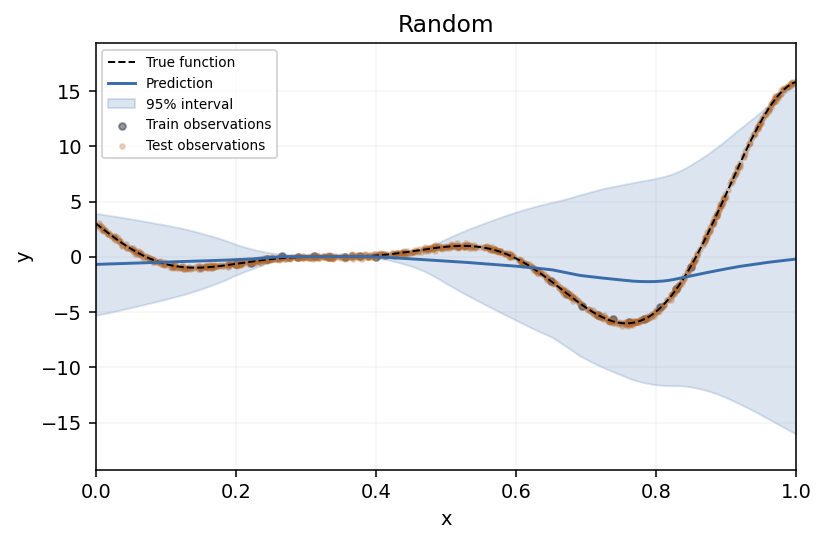 Random
True function
Prediction
95% interval
Train observations
Test observations
15
10
5
0
−5
−10
−15
y
0.0 0.2 0.4 0.6 0.8 1.0
x